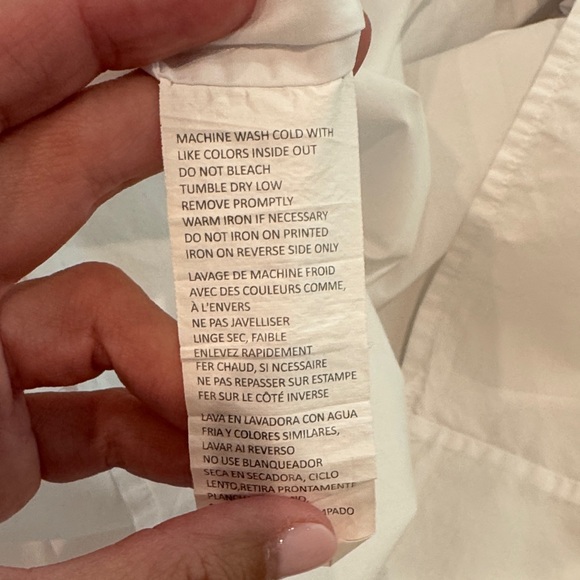 MACHINE WASH COLD WITH
LIKE COLORS INSIDE OUT
DO NOT BLEACH
TUMBLE DRY LOW
REMOVE PROMPTLY
WARM IRON IF NECESSARY
DO NOT IRON ON PRINTED
IRON ON REVERSE SIDE ONLY
LAVAGE DE MACHINE FROID
AVEC DES COULEURS COMME,
À L'ENVERS
NE PAS JAVELLISER
LINGE SEC, FAIBLE
ENLEVEZ RAPIDEMENT
FER CHAUD, SI NCESSAIRE
NE PAS REPASSER SUR ESTAMPE
FER SUR LE CÔTÉ INVERSE
LAVA EN LAVADORA CON AGUA
FRIA Y COLORES SIMILARES,
LAVAR AI REVERSO
NO USE BLANQUEADOR
SECA EN SECADORA, CICLO
LENTO,RETIRA PRONTAMENTE